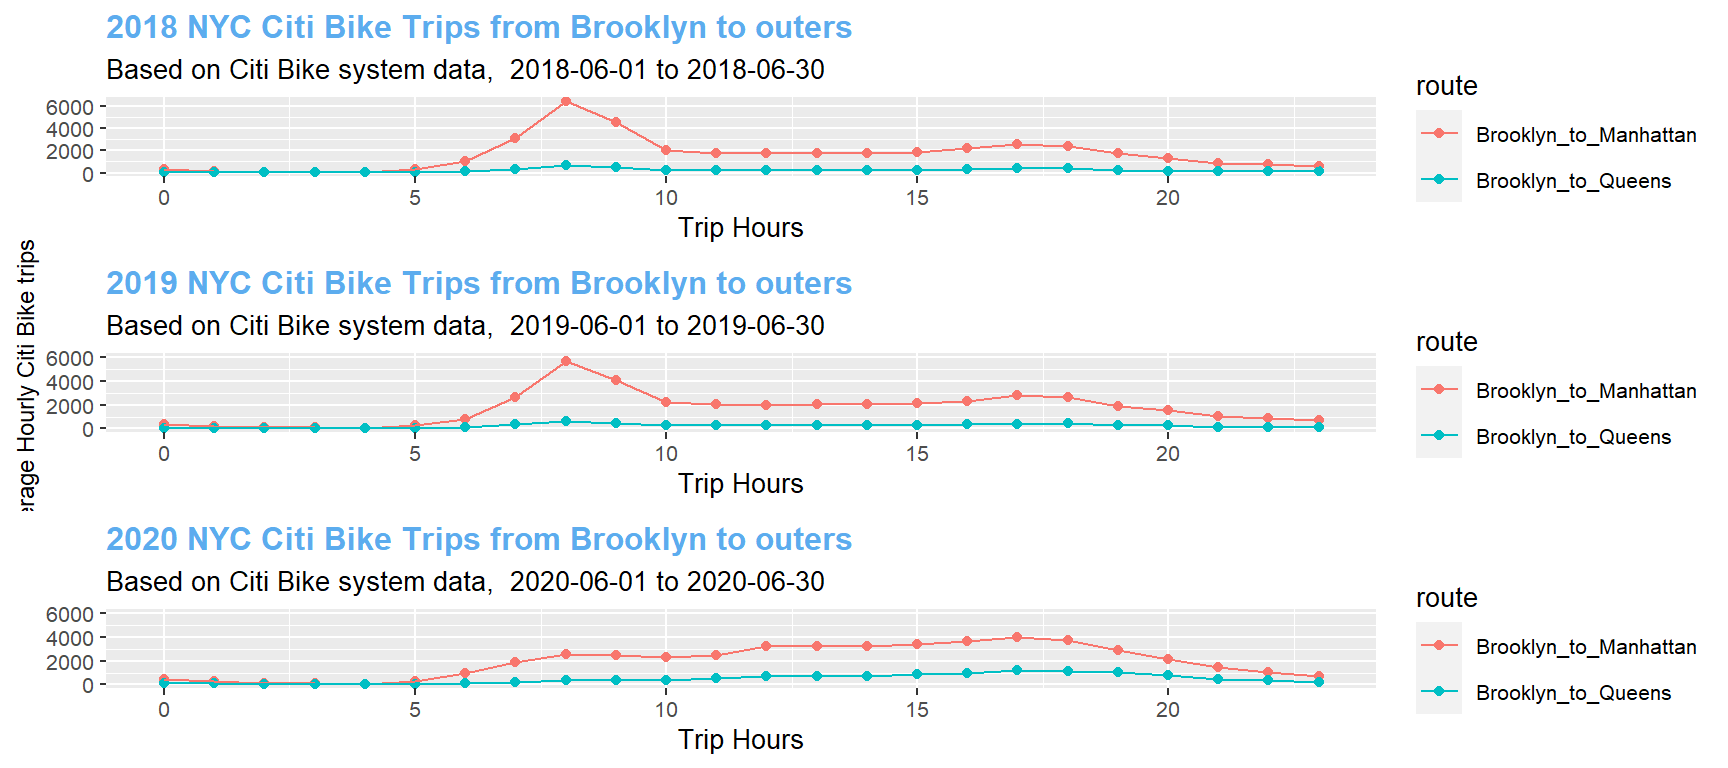 2018 NYC Citi Bike Trips from Brooklyn to outers
Based on Citi Bike system data,  2018-06-01 to 2018-06-30
6000
4000
2000
0
0 5 10 15 20
Trip Hours
route
Brooklyn_to_Manhattan
Brooklyn_to_Queens
erage Hourly Citi Bike trips
2019 NYC Citi Bike Trips from Brooklyn to outers
Based on Citi Bike system data,  2019-06-01 to 2019-06-30
6000
4000
2000
0
0 5 10 15 20
Trip Hours
route
Brooklyn_to_Manhattan
Brooklyn_to_Queens
2020 NYC Citi Bike Trips from Brooklyn to outers
Based on Citi Bike system data,  2020-06-01 to 2020-06-30
6000
4000
2000
0
0 5 10 15 20
Trip Hours
route
Brooklyn_to_Manhattan
Brooklyn_to_Queens